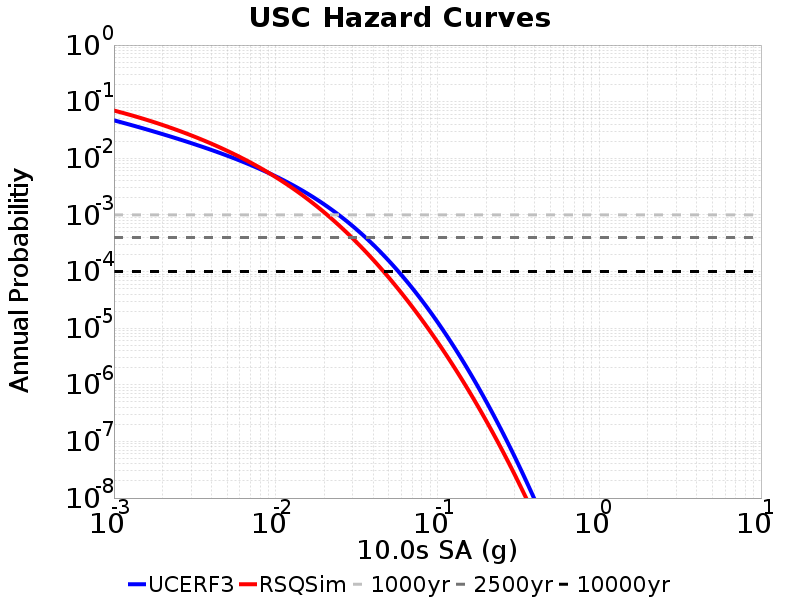 USC Hazard Curves
Annual Probabilitiy
10^0
10^-1
10^-2
10^-3
10^-4
10^-5
10^-6
10^-7
10^-8
10^-3 10^-2 10^-1 10^0 10^1
10.0s SA (g)
UCERF3 RSQSim 1000yr 2500yr 10000yr